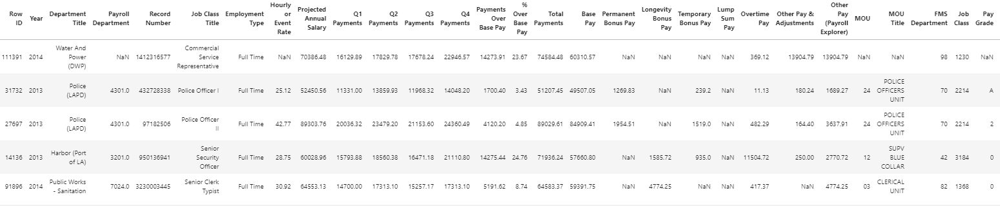 Row ID Year Department Title Payroll Department Record Number Job Class Title Employment Type Hourly or Event Rate Projected Annual Salary Q1 Payments Q2 Payments Q3 Payments Q4 Payments Payments Over Base Pay % Over Base Pay Total Payments Base Pay Permanent Bonus Pay Longevity Bonus Pay Temporary Bonus Pay Lump Sum Pay Overtime Pay Other Pay & Adjustments Other Pay (Payroll Explorer) MOU MOU Title FMS Department Job Class Pay Grade
111391 2014 Water And Power (DWP) NaN 1412316577 Commercial Service Representative Full Time NaN 70386.48 16129.89 17829.78 17678.24 22946.57 14273.91 23.67 74584.48 60310.57 NaN NaN NaN NaN 369.12 13904.79 13904.79 NaN NaN 98 1230 NaN
31732 2013 Police (LAPD) 4301.0 432728338 Police Officer I Full Time 25.12 52450.56 11331.00 13859.93 11968.32 14048.20 1700.40 3.43 51207.45 49507.05 1269.83 NaN 239.2 NaN 11.13 180.24 1689.27 24 POLICE OFFICERS UNIT 70 2214 A
27697 2013 Police (LAPD) 4301.0 97182506 Police Officer II Full Time 42.77 89303.76 20036.32 23479.20 21153.60 24360.49 4120.20 4.85 89029.61 84909.41 1954.51 NaN 1519.0 NaN 482.29 164.40 3637.91 24 POLICE OFFICERS UNIT 70 2214 2
14136 2013 Harbor (Port of LA) 3201.0 950136941 Senior Security Officer Full Time 28.75 60028.96 15793.88 18560.38 16471.18 21110.80 14275.44 24.76 71936.24 57660.80 NaN 1585.72 935.0 NaN 11504.72 250.00 2770.72 12 SUPV BLUE COLLAR 42 3184 0
91896 2014 Public Works - Sanitation 7024.0 3230003445 Senior Clerk Typist Full Time 30.92 64553.13 14700.00 17313.10 15257.17 17313.10 5191.62 8.74 64583.37 59391.75 NaN 4774.25 NaN NaN 417.37 NaN 4774.25 03 CLERICAL UNIT 82 1368 0